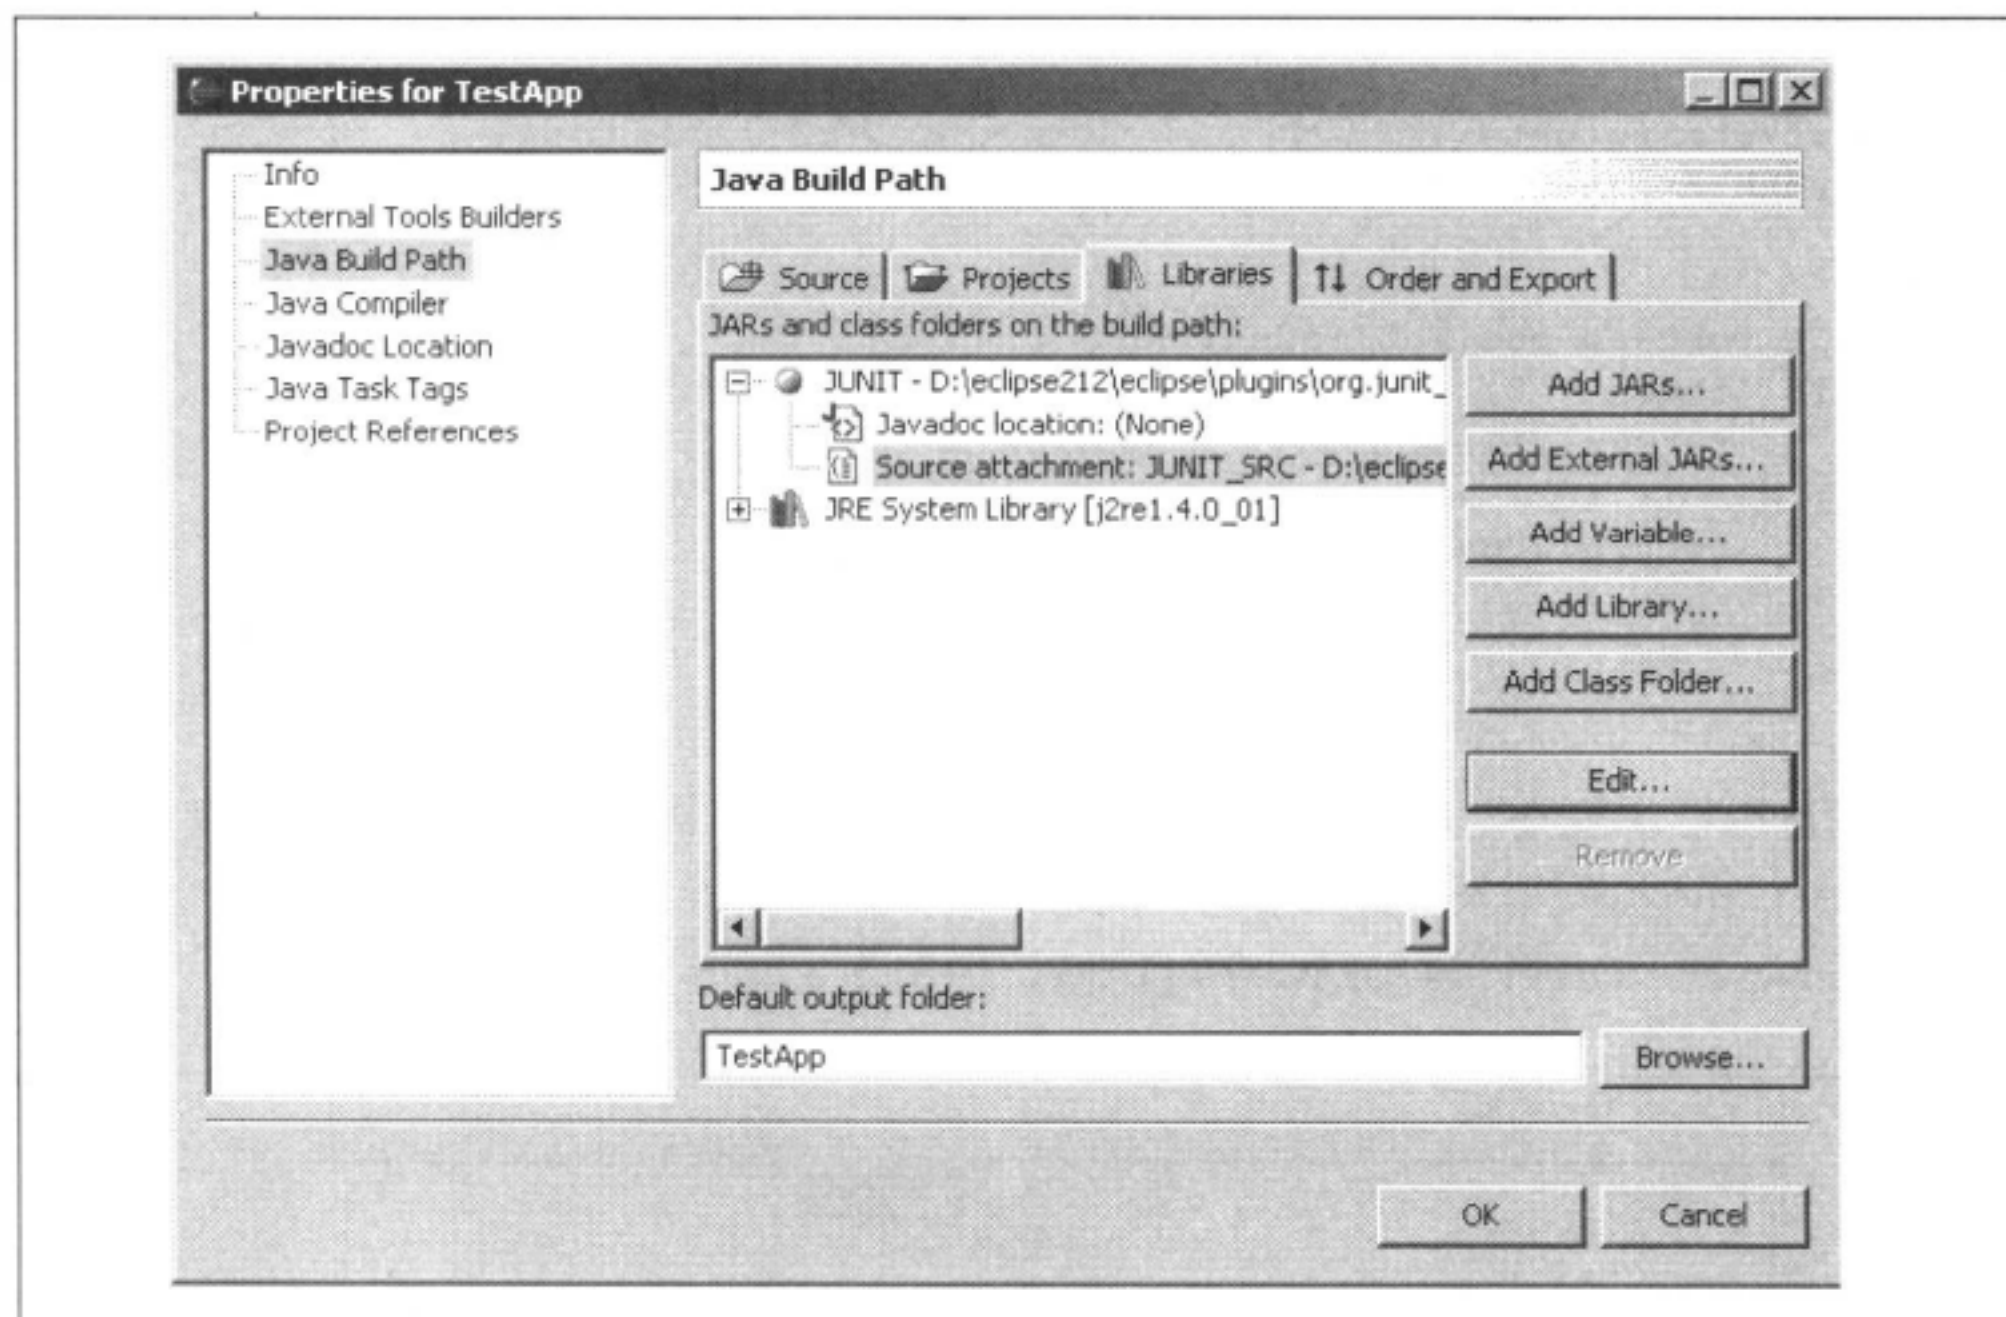 Properties for TestApp
Info
External Tools Builders
Java Build Path
Java Compiler
Javadoc Location
Java Task Tags
Project References
Java Build Path
Source Projects Libraries Order and Export
JARs and class folders on the build path:
JUNIT - D:\eclipse212\eclipse\plugins\org.junit_
Javadoc location: (None)
Source attachment: JUNIT_SRC - D:\eclipse
JRE System Library [j2re1.4.0_01]
Add JARs...
Add External JARs...
Add Variable...
Add Library...
Add Class Folder...
Edit...
Remove
Default output folder:
TestApp
Browse...
OK
Cancel